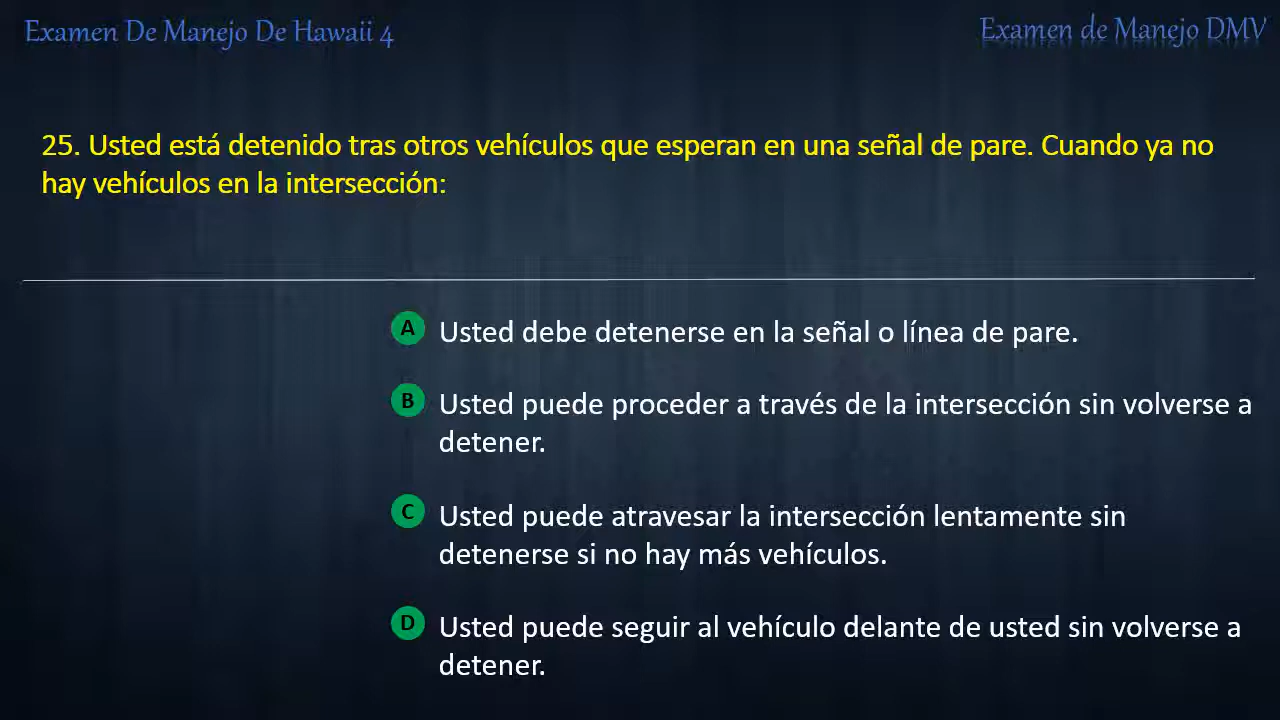 Examen De Manejo De Hawaii 4
Examen de Manejo DMV
25. Usted está detenido tras otros vehículos que esperan en una señal de pare. Cuando ya no
hay vehículos en la intersección:
A Usted debe detenerse en la señal o línea de pare.
B Usted puede proceder a través de la intersección sin volverse a
detener.
C Usted puede atravesar la intersección lentamente sin
detenerse si no hay más vehículos.
D Usted puede seguir al vehículo delante de usted sin volverse a
detener.